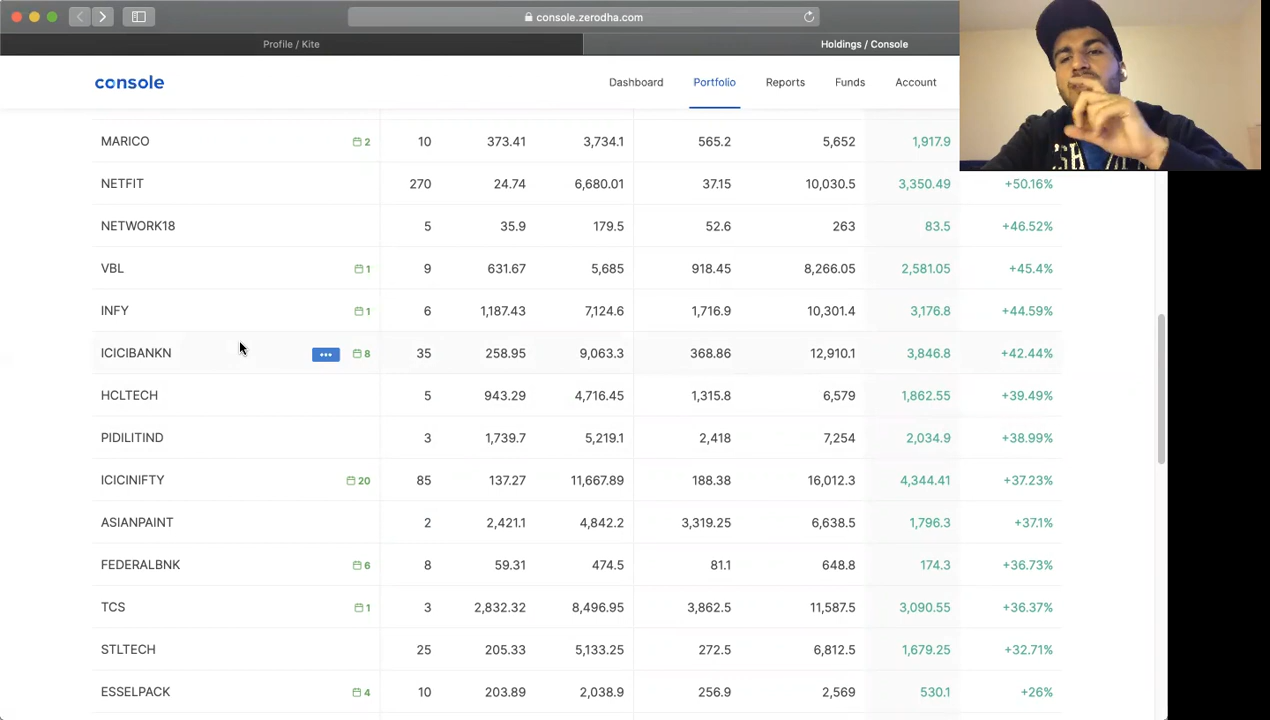 console.zerodha.com
Profile / Kite Holdings / Console
console Dashboard Portfolio Reports Funds Account
MARICO 2 10 373.41 3,734.1 565.2 5,652 1,917.9
NETFIT 270 24.74 6,680.01 37.15 10,030.5 3,350.49 +50.16%
NETWORK18 5 35.9 179.5 52.6 263 83.5 +46.52%
VBL 1 9 631.67 5,685 918.45 8,266.05 2,581.05 +45.4%
INFY 1 6 1,187.43 7,124.6 1,716.9 10,301.4 3,176.8 +44.59%
ICICIBANKN ••• 8 35 258.95 9,063.3 368.86 12,910.1 3,846.8 +42.44%
HCLTECH 5 943.29 4,716.45 1,315.8 6,579 1,862.55 +39.49%
PIDILITIND 3 1,739.7 5,219.1 2,418 7,254 2,034.9 +38.99%
ICICINIFTY 20 85 137.27 11,667.89 188.38 16,012.3 4,344.41 +37.23%
ASIANPAINT 2 2,421.1 4,842.2 3,319.25 6,638.5 1,796.3 +37.1%
FEDERALBNK 6 8 59.31 474.5 81.1 648.8 174.3 +36.73%
TCS 1 3 2,832.32 8,496.95 3,862.5 11,587.5 3,090.55 +36.37%
STLTECH 25 205.33 5,133.25 272.5 6,812.5 1,679.25 +32.71%
ESSELPACK 4 10 203.89 2,038.9 256.9 2,569 530.1 +26%